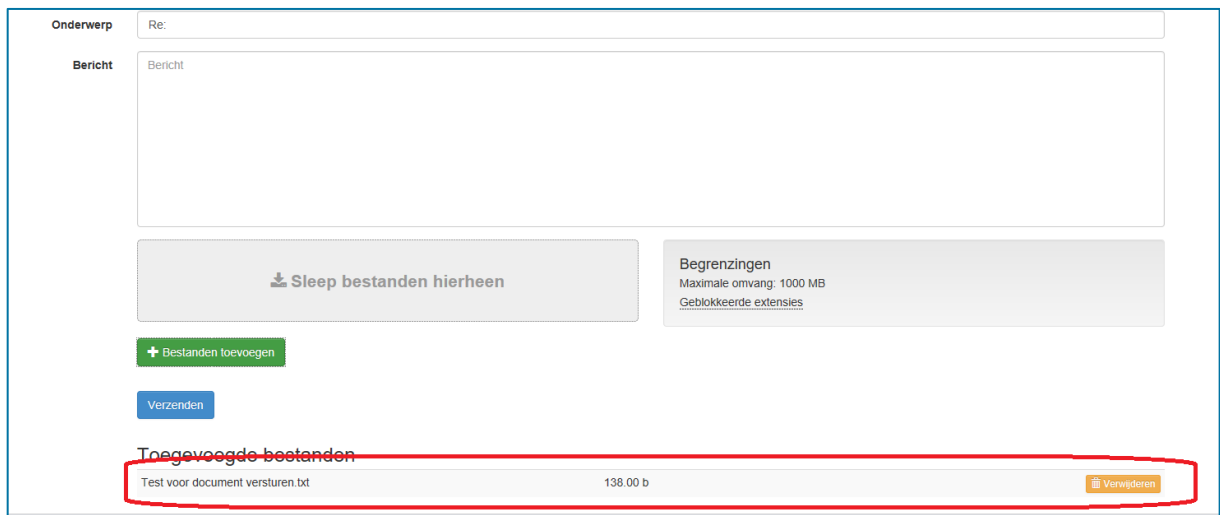 Onderwerp Re:
Bericht Bericht
Sleep bestanden hierheen
Begrenzingen
Maximale omvang: 1000 MB
Geblokkeerde extensies
Bestanden toevoegen
Verzenden
Toegevoegde bestanden
Test voor document versturen.txt 138.00 b Verwijderen